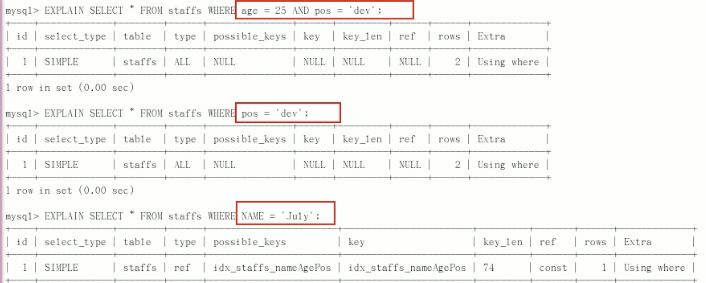 mysql> EXPLAIN SELECT * FROM staffs WHERE age = 25 AND pos = 'dev';
| id | select_type | table | type | possible_keys | key | key_len | ref | rows | Extra |
| 1 | SIMPLE | staffs | ALL | NULL | NULL | NULL | NULL | 2 | Using where |
1 row in set (0.00 sec)
mysql> EXPLAIN SELECT * FROM staffs WHERE pos = 'dev';
| id | select_type | table | type | possible_keys | key | key_len | ref | rows | Extra |
| 1 | SIMPLE | staffs | ALL | NULL | NULL | NULL | NULL | 2 | Using where |
1 row in set (0.00 sec)
mysql> EXPLAIN SELECT * FROM staffs WHERE NAME = 'July';
| id | select_type | table | type | possible_keys | key | key_len | ref | rows | Extra |
| 1 | SIMPLE | staffs | ref | idx_staffs_nameAgePos | idx_staffs_nameAgePos | 74 | const | 1 | Using where |